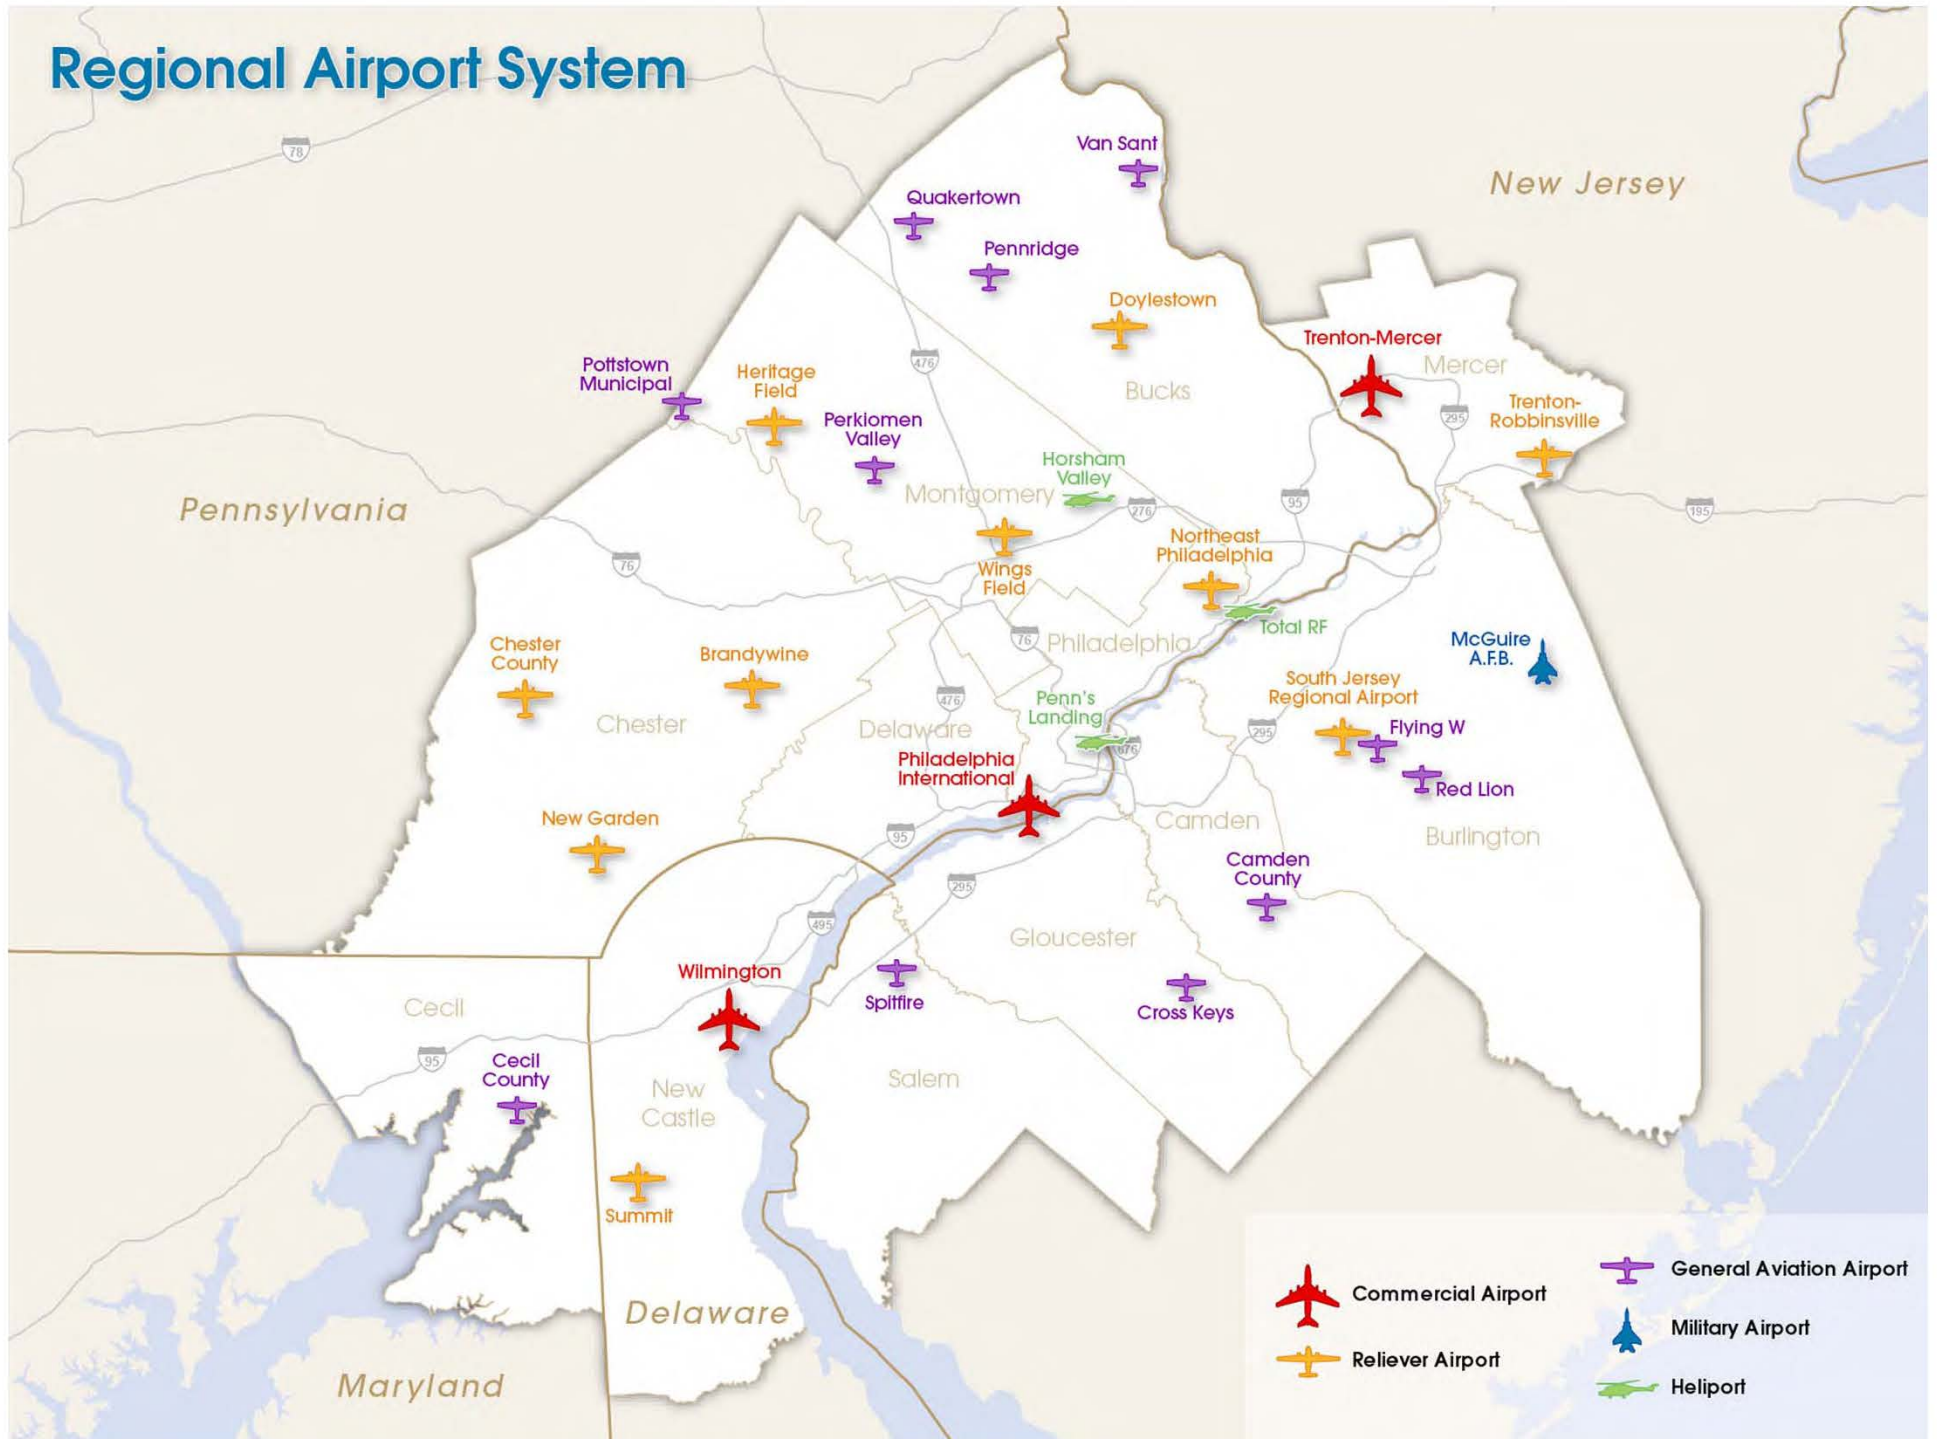 Regional Airport System
78
Van Sant
New Jersey
Quakertown
Pennridge
Doylestown
Trenton-Mercer
Mercer
476
Pottstown
Municipal
Heritage
Field
Bucks
Trenton-
Robbinsville
295
Perkiomen
Valley
Horsham
Valley
Montgomery
276
95
195
Pennsylvania
76
Northeast
Philadelphia
Wings
Field
Total RF
76
Philadelphia
McGuire
A.F.B.
Chester
County
Brandywine
South Jersey
Regional Airport
476
Penn's
Landing
Chester
Delaware
295
Flying W
676
Philadelphia
International
Red Lion
New Garden
95
Camden
Burlington
Camden
County
295
495
Gloucester
Wilmington
Spitfire
Cecil
Cross Keys
95
Cecil
County
New
Castle
Salem
Summit
Delaware
Maryland
Commercial Airport
Reliever Airport
General Aviation Airport
Military Airport
Heliport